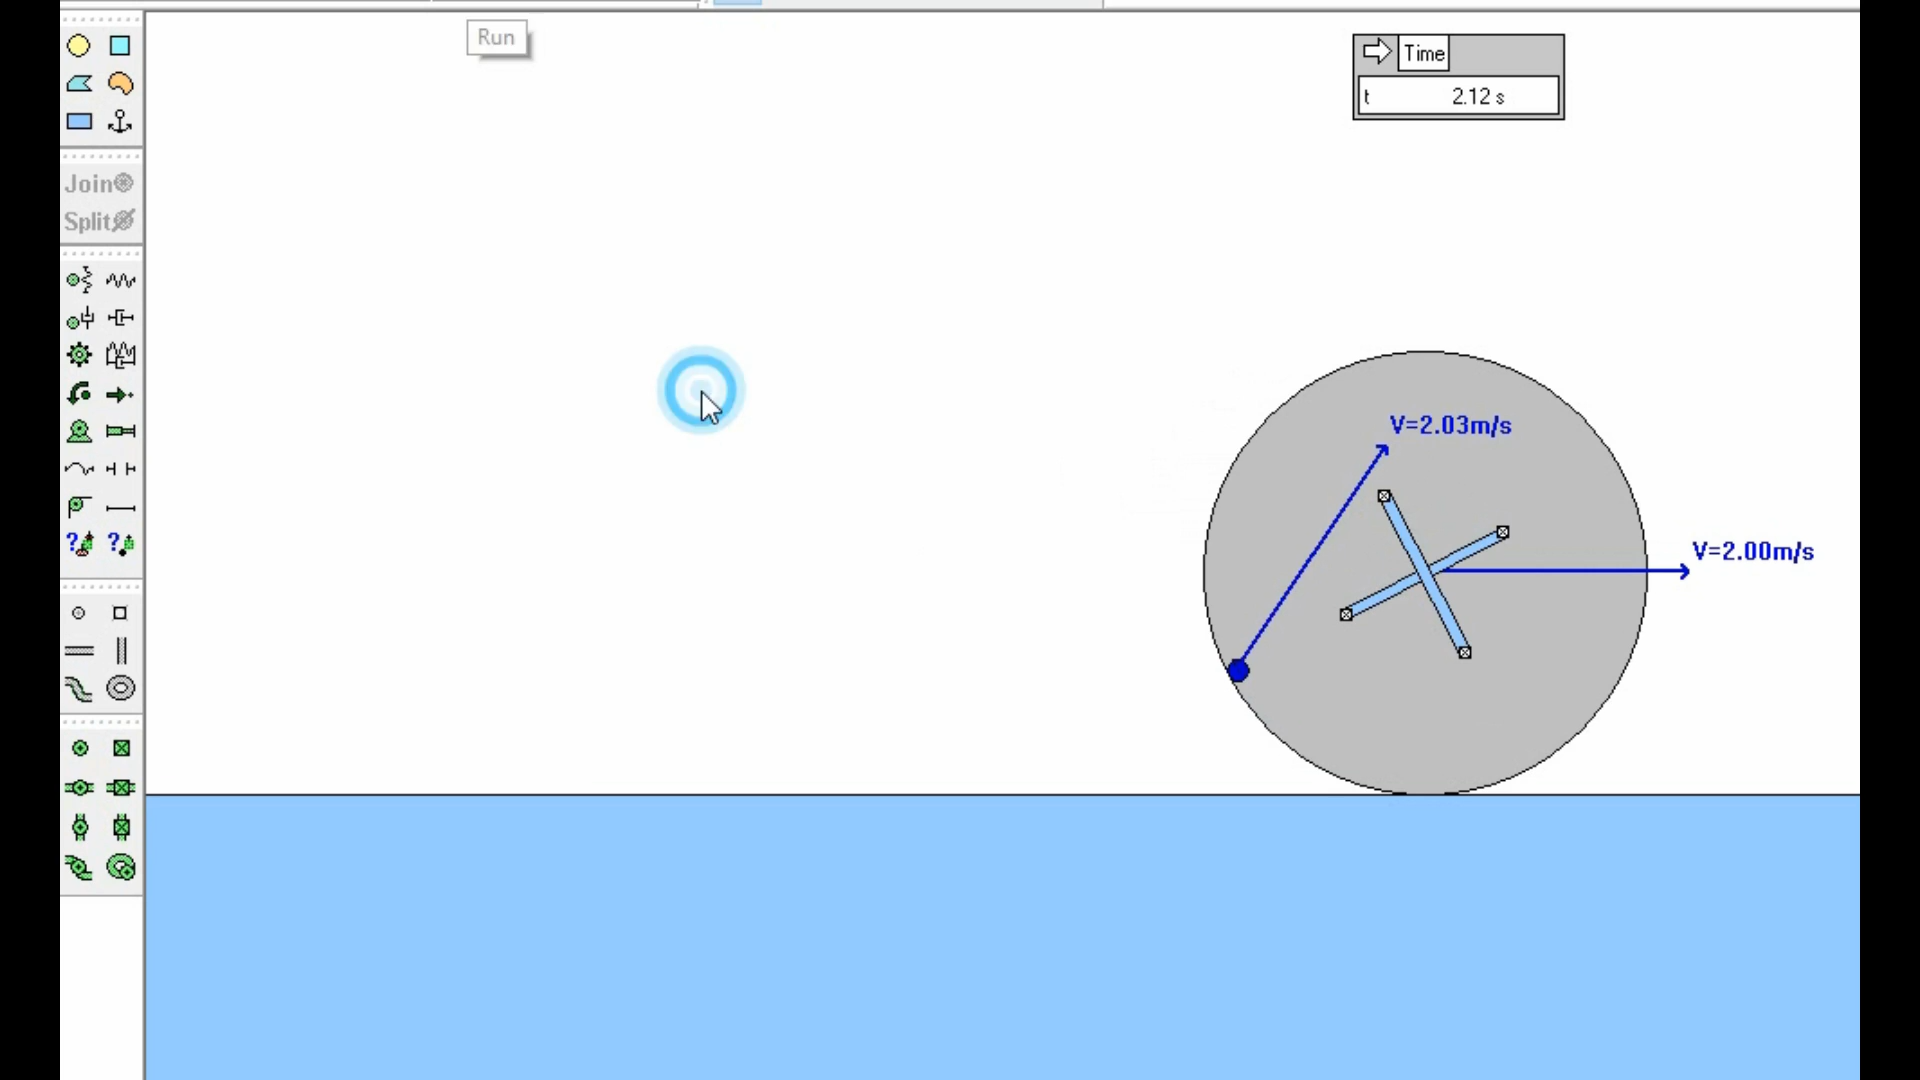 Run
Time
t 2.12 s
Join
Split
V=2.03m/s
V=2.00m/s
? ?